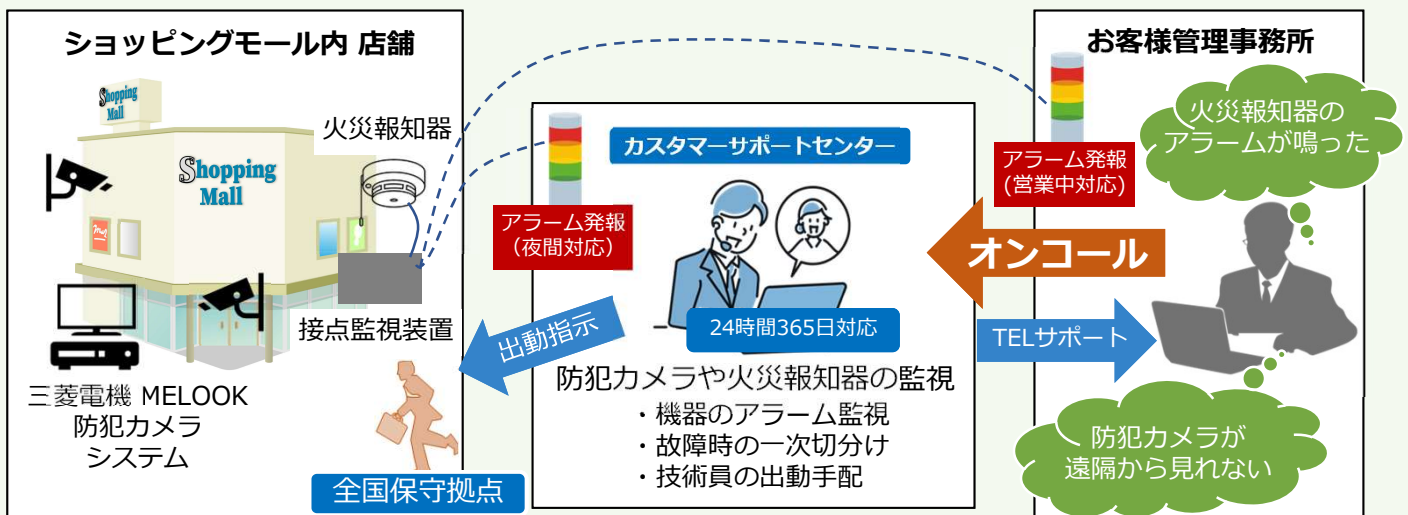 ショッピングモール内 店舗
Shopping
Mall
火災報知器
Shopping
Mall
接点監視装置
三菱電機 MELOOK
防犯カメラ
システム
全国保守拠点
出動指示
アラーム発報
(夜間対応)
カスタマーサポートセンター
24時間365日対応
防犯カメラや火災報知器の監視
・機器のアラーム監視
・故障時の一次切分け
・技術員の出動手配
オンコール
TELサポート
お客様管理事務所
アラーム発報
(営業中対応)
火災報知器の
アラームが鳴った
防犯カメラが
遠隔から見れない